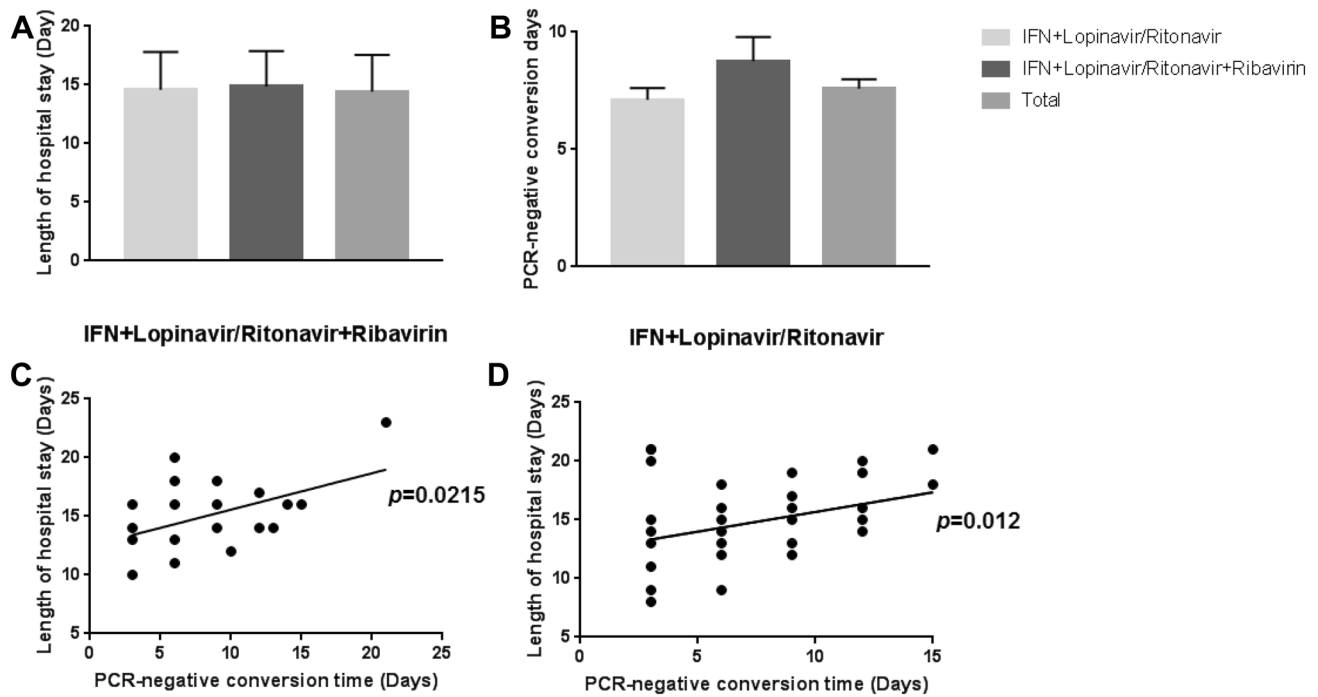 A
Length of hospital stay (Day)
20
15
10
5
0
B
PCR-negative conversion days
10
5
0
IFN+Lopinavir/Ritonavir
IFN+Lopinavir/Ritonavir+Ribavirin
Total
IFN+Lopinavir/Ritonavir+Ribavirin
C
Length of hospital stay (Days)
25
20
15
10
5
p=0.0215
0 5 10 15 20 25
PCR-negative conversion time (Days)
IFN+Lopinavir/Ritonavir
D
Length of hospital stay (Days)
25
20
15
10
5
p=0.012
0 5 10 15
PCR-negative conversion time (Days)